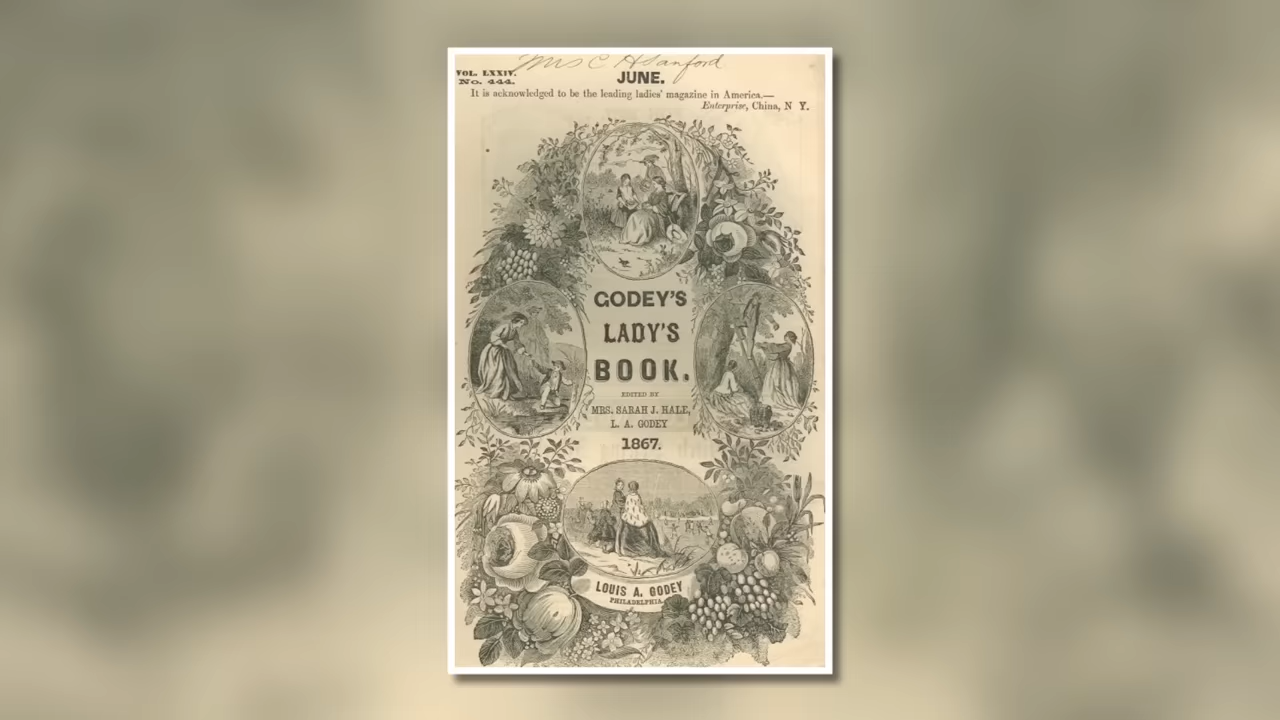 Mrs C H Sanford
VOL. LXXIV.
No. 444.
JUNE.
It is acknowledged to be the leading ladies' magazine in America.—
Enterprise, China, N Y.
GODEY'S
LADY'S
BOOK.
EDITED BY
MRS. SARAH J. HALE,
L. A. GODEY
1867.
LOUIS A. GODEY
PHILADELPHIA.